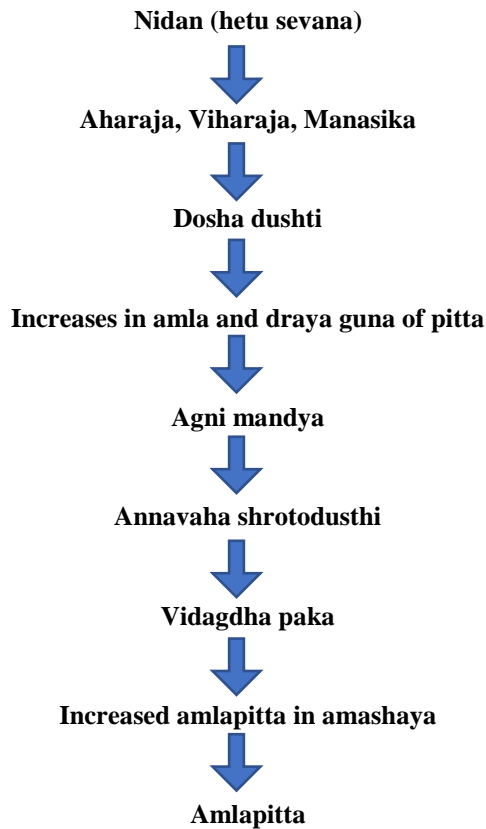 Nidan (hetu sevana)
Aharaja, Viharaja, Manasika
Dosha dushti
Increases in amla and draya guna of pitta
Agni mandya
Annavaha shrotodusthi
Vidagdha paka
Increased amlapitta in amashaya
Amlapitta